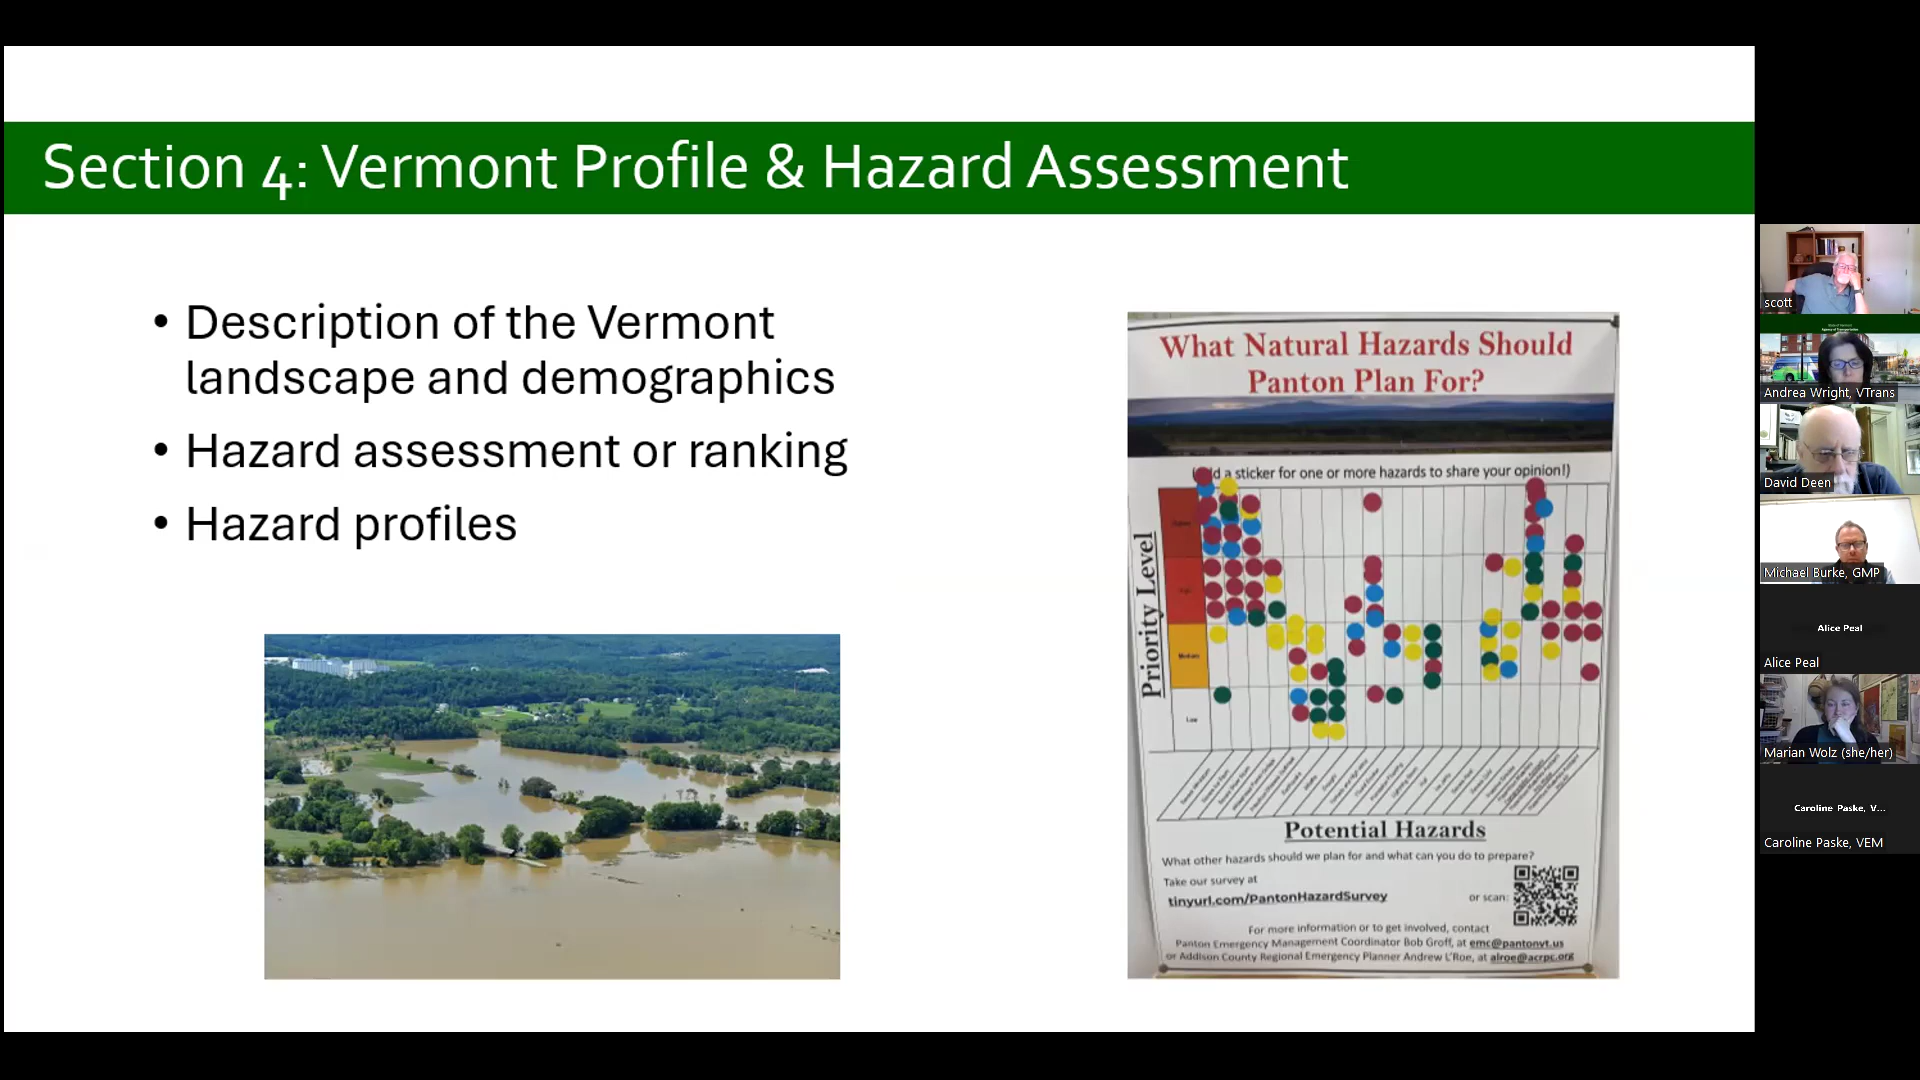 Section 4: Vermont Profile & Hazard Assessment
• Description of the Vermont
landscape and demographics
• Hazard assessment or ranking
• Hazard profiles
What Natural Hazards Should
Panton Plan For?
a sticker for one or more hazards to share your opinion!)
Priority Level
Medium
Low
Potential Hazards
What other hazards should we plan for and what can you do to prepare?
Take our survey at
tinyurl.com/PantonHazardSurvey
or scan:
For more information or to get involved, contact
Panton Emergency Management Coordinator Bob Groff, at emc@pantonvt.us
or Addison County Regional Emergency Planner Andrew L'Roe, at alroe@acrpc.org
scott
Andrea Wright, VTrans
David Deen
Michael Burke, GMP
Alice Peal
Alice Peal
Marian Wolz (she/her)
Caroline Paske, V...
Caroline Paske, VEM